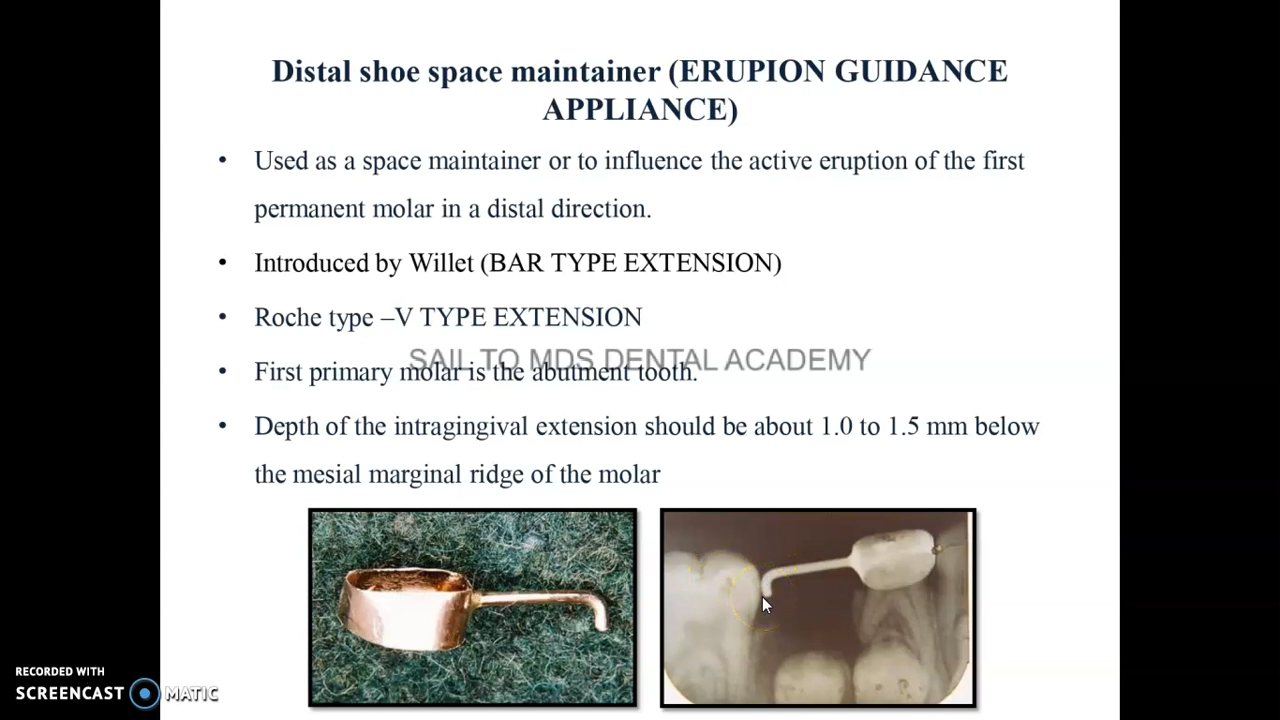 Distal shoe space maintainer (ERUPION GUIDANCE
APPLIANCE)
• Used as a space maintainer or to influence the active eruption of the first
permanent molar in a distal direction.
• Introduced by Willet (BAR TYPE EXTENSION)
• Roche type –V TYPE EXTENSION
SAIL TO MDS DENTAL ACADEMY
• First primary molar is the abutment tooth.
• Depth of the intragingival extension should be about 1.0 to 1.5 mm below
the mesial marginal ridge of the molar
RECORDED WITH
SCREENCAST MATIC